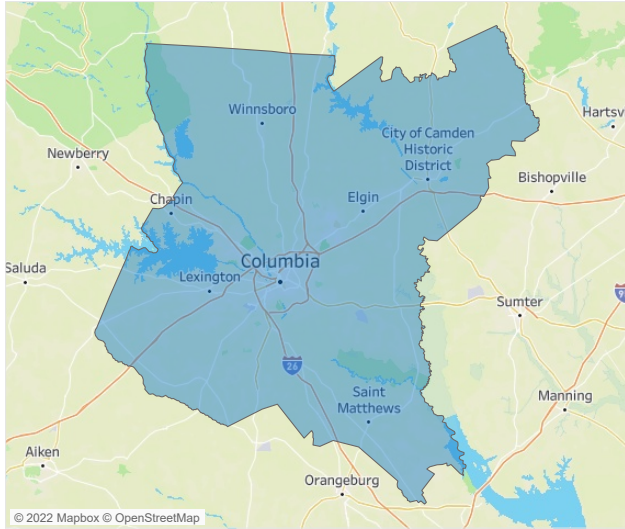 Winnsboro
City of Camden
Historic
District
Hartsv
Newberry
Bishopville
Chapin
Elgin
Columbia
Saluda
Lexington
9
Sumter
26
Saint
Matthews
Manning
Aiken
Orangeburg
© 2022 Mapbox © OpenStreetMap